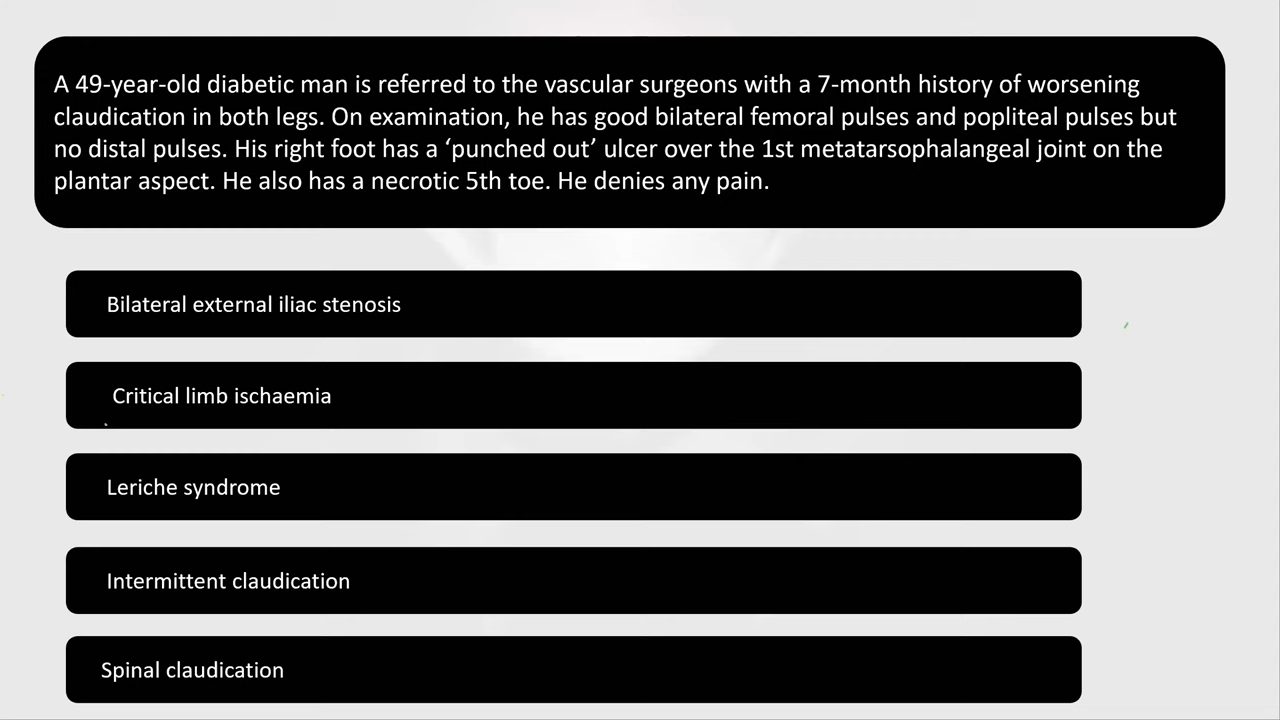 A 49-year-old diabetic man is referred to the vascular surgeons with a 7-month history of worsening
claudication in both legs. On examination, he has good bilateral femoral pulses and popliteal pulses but
no distal pulses. His right foot has a ‘punched out’ ulcer over the 1st metatarsophalangeal joint on the
plantar aspect. He also has a necrotic 5th toe. He denies any pain.
Bilateral external iliac stenosis
Critical limb ischaemia
Leriche syndrome
Intermittent claudication
Spinal claudication